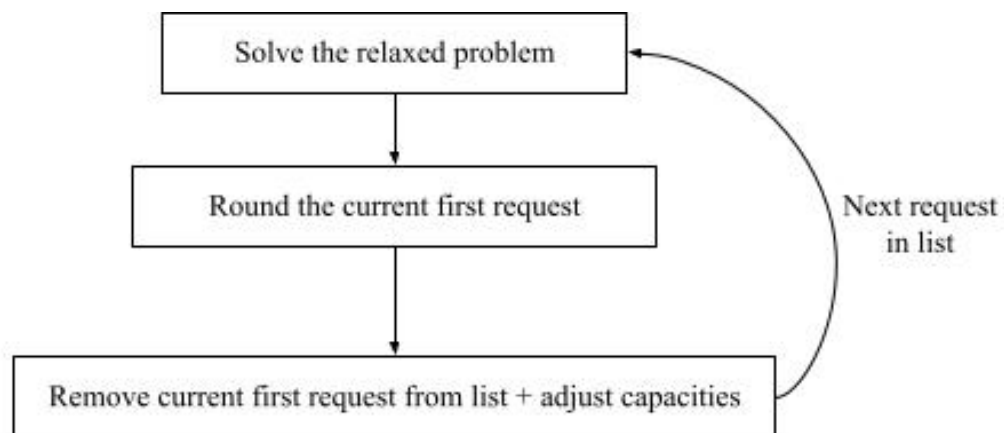 Solve the relaxed problem
Round the current first request
Next request
in list
Remove current first request from list + adjust capacities